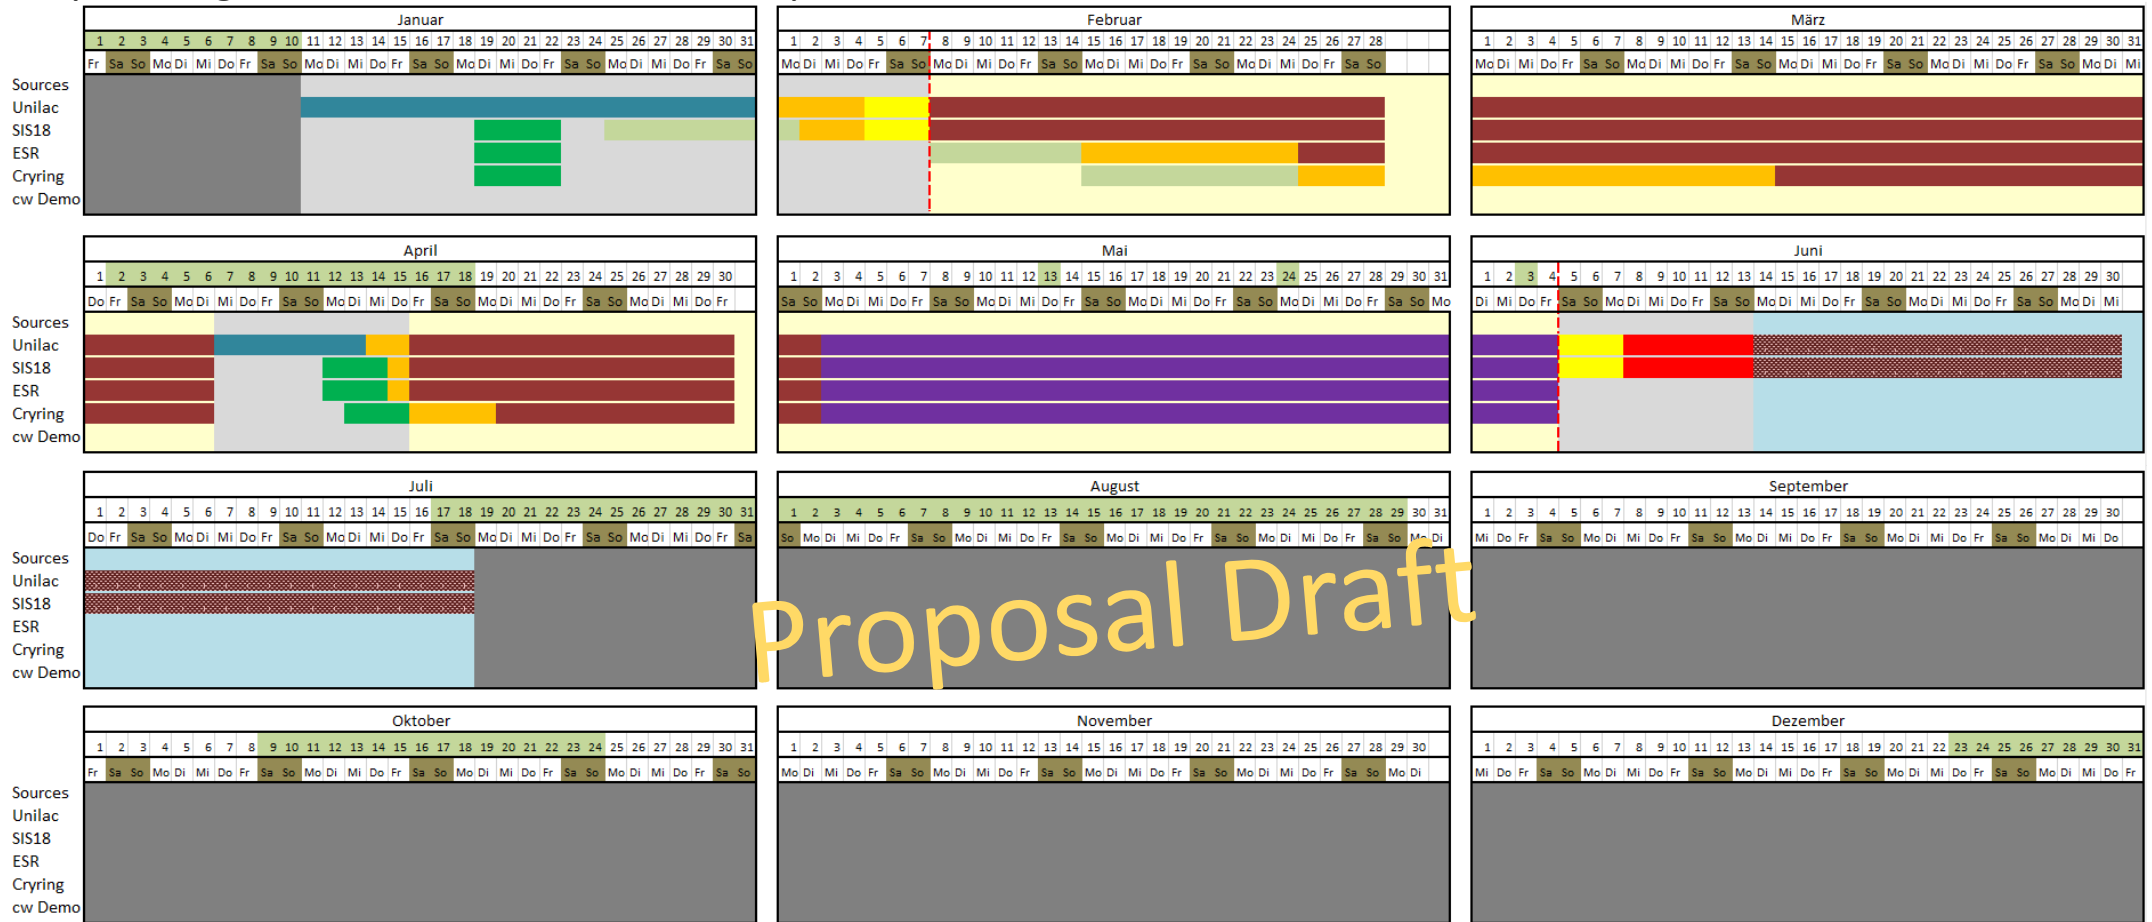 Januar Februar März
1 2 3 4 5 6 7 8 9 10 11 12 13 14 15 16 17 18 19 20 21 22 23 24 25 26 27 28 29 30 31 1 2 3 4 5 6 7 8 9 10 11 12 13 14 15 16 17 18 19 20 21 22 23 24 25 26 27 28 1 2 3 4 5 6 7 8 9 10 11 12 13 14 15 16 17 18 19 20 21 22 23 24 25 26 27 28 29 30 31
Fr Sa So Mo Di Mi Do Fr Sa So Mo Di Mi Do Fr Sa So Mo Di Mi Do Fr Sa So Mo Di Mi Do Fr Sa So Mo Di Mi Do Fr Sa So Mo Di Mi Do Fr Sa So Mo Di Mi Do Fr Sa So Mo Di Mi Do Fr Sa So Mo Di Mi Do Fr Sa So Mo Di Mi Do Fr Sa So Mo Di Mi Do Fr Sa So Mo Di Mi Do Fr Sa So Mo Di Mi
Sources
Unilac
SIS18
ESR
Cryring
cw Demo
April Mai Juni
1 2 3 4 5 6 7 8 9 10 11 12 13 14 15 16 17 18 19 20 21 22 23 24 25 26 27 28 29 30 1 2 3 4 5 6 7 8 9 10 11 12 13 14 15 16 17 18 19 20 21 22 23 24 25 26 27 28 29 30 31 1 2 3 4 5 6 7 8 9 10 11 12 13 14 15 16 17 18 19 20 21 22 23 24 25 26 27 28 29 30
Do Fr Sa So Mo Di Mi Do Fr Sa So Mo Di Mi Do Fr Sa So Mo Di Mi Do Fr Sa So Mo Di Mi Do Fr Sa So Mo Di Mi Do Fr Sa So Mo Di Mi Do Fr Sa So Mo Di Mi Do Fr Sa So Mo Di Mi Do Fr Sa So Mo Di Mi Do Fr Sa So Mo Di Mi Do Fr Sa So Mo Di Mi Do Fr Sa So Mo Di Mi Do Fr Sa So Mo Di Mi
Sources
Unilac
SIS18
ESR
Cryring
cw Demo
Juli August September
1 2 3 4 5 6 7 8 9 10 11 12 13 14 15 16 17 18 19 20 21 22 23 24 25 26 27 28 29 30 31 1 2 3 4 5 6 7 8 9 10 11 12 13 14 15 16 17 18 19 20 21 22 23 24 25 26 27 28 29 30 31 1 2 3 4 5 6 7 8 9 10 11 12 13 14 15 16 17 18 19 20 21 22 23 24 25 26 27 28 29 30
Do Fr Sa So Mo Di Mi Do Fr Sa So Mo Di Mi Do Fr Sa So Mo Di Mi Do Fr Sa So Mo Di Mi Do Fr Sa So Mo Di Mi Do Fr Sa So Mo Di Mi Do Fr Sa So Mo Di Mi Do Fr Sa So Mo Di Mi Do Fr Sa So Mo Di Mi Do Fr Sa So Mo Di Mi Do Fr Sa So Mo Di Mi Do Fr Sa So Mo Di Mi Do Fr Sa So Mo Di Mi Do
Sources
Unilac
SIS18
ESR
Cryring
cw Demo
Proposal Draft
Oktober November Dezember
1 2 3 4 5 6 7 8 9 10 11 12 13 14 15 16 17 18 19 20 21 22 23 24 25 26 27 28 29 30 31 1 2 3 4 5 6 7 8 9 10 11 12 13 14 15 16 17 18 19 20 21 22 23 24 25 26 27 28 29 30 1 2 3 4 5 6 7 8 9 10 11 12 13 14 15 16 17 18 19 20 21 22 23 24 25 26 27 28 29 30 31
Fr Sa So Mo Di Mi Do Fr Sa So Mo Di Mi Do Fr Sa So Mo Di Mi Do Fr Sa So Mo Di Mi Do Fr Sa So Mo Di Mi Do Fr Sa So Mo Di Mi Do Fr Sa So Mo Di Mi Do Fr Sa So Mo Di Mi Do Fr Sa So Mo Di Mi Do Fr Sa So Mo Di Mi Do Fr Sa So Mo Di Mi Do Fr Sa So Mo Di Mi Do Fr Sa So Mo Di Mi Do Fr
Sources
Unilac
SIS18
ESR
Cryring
cw Demo